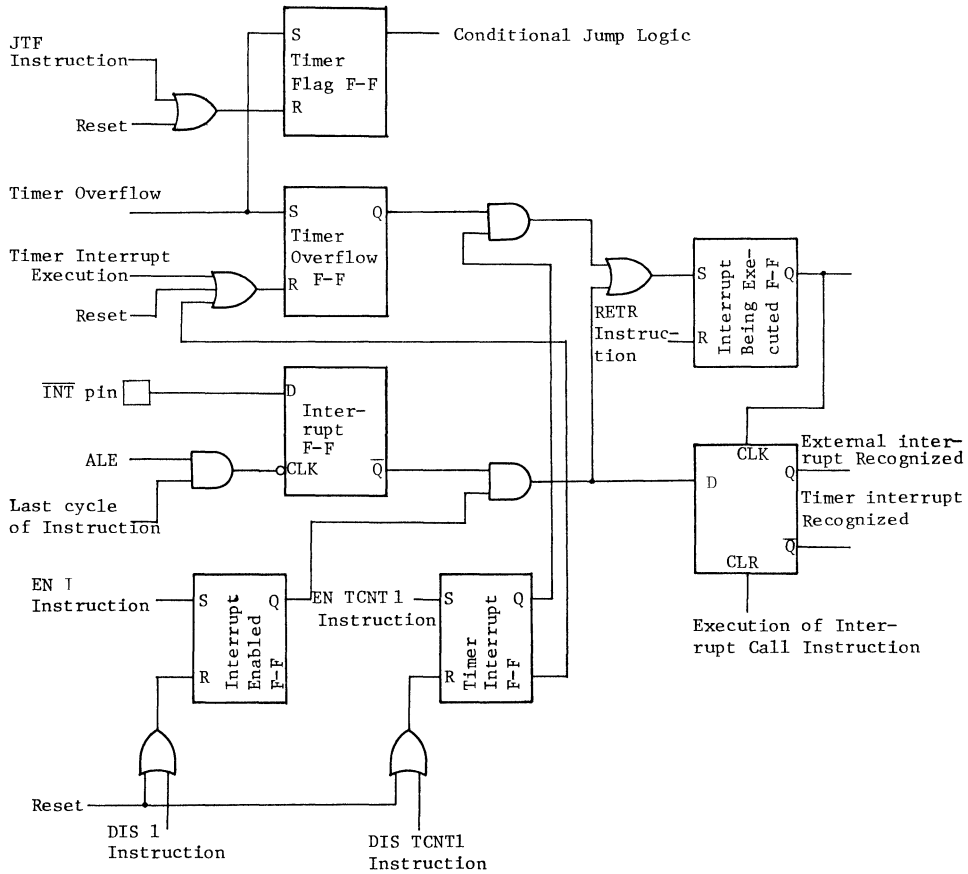 JTF
Instruction
Reset
S
Timer
Flag F-F
R
Conditional Jump Logic
Timer Overflow
Timer Interrupt
Execution
Reset
S Q
Timer
Overflow
F-F
R
RETR
Instruc-
tion
S Q
R
Interrupt
Being Exe-
cuted F-F
INT pin
D
Inter-
rupt
F-F
CLK Q
ALE
Last cycle
of Instruction
CLK
D
Q
Q
CLR
External inter-
rupt Recognized
Timer interrupt
Recognized
Execution of Inter-
rupt Call Instruction
EN I
Instruction
S Q
R
Interrupt
Enabled
F-F
EN TCNT1
Instruction
S Q
R
Timer
Interrupt
F-F
Reset
DIS 1
Instruction
DIS TCNT1
Instruction